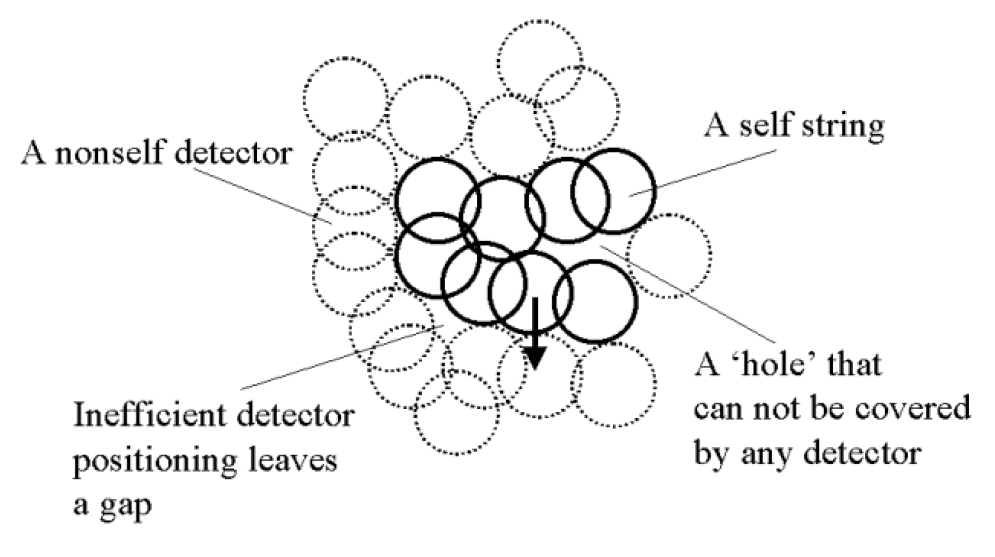 A self string
A nonself detector
A ‘hole’ that
can not be covered
by any detector
Inefficient detector
positioning leaves
a gap